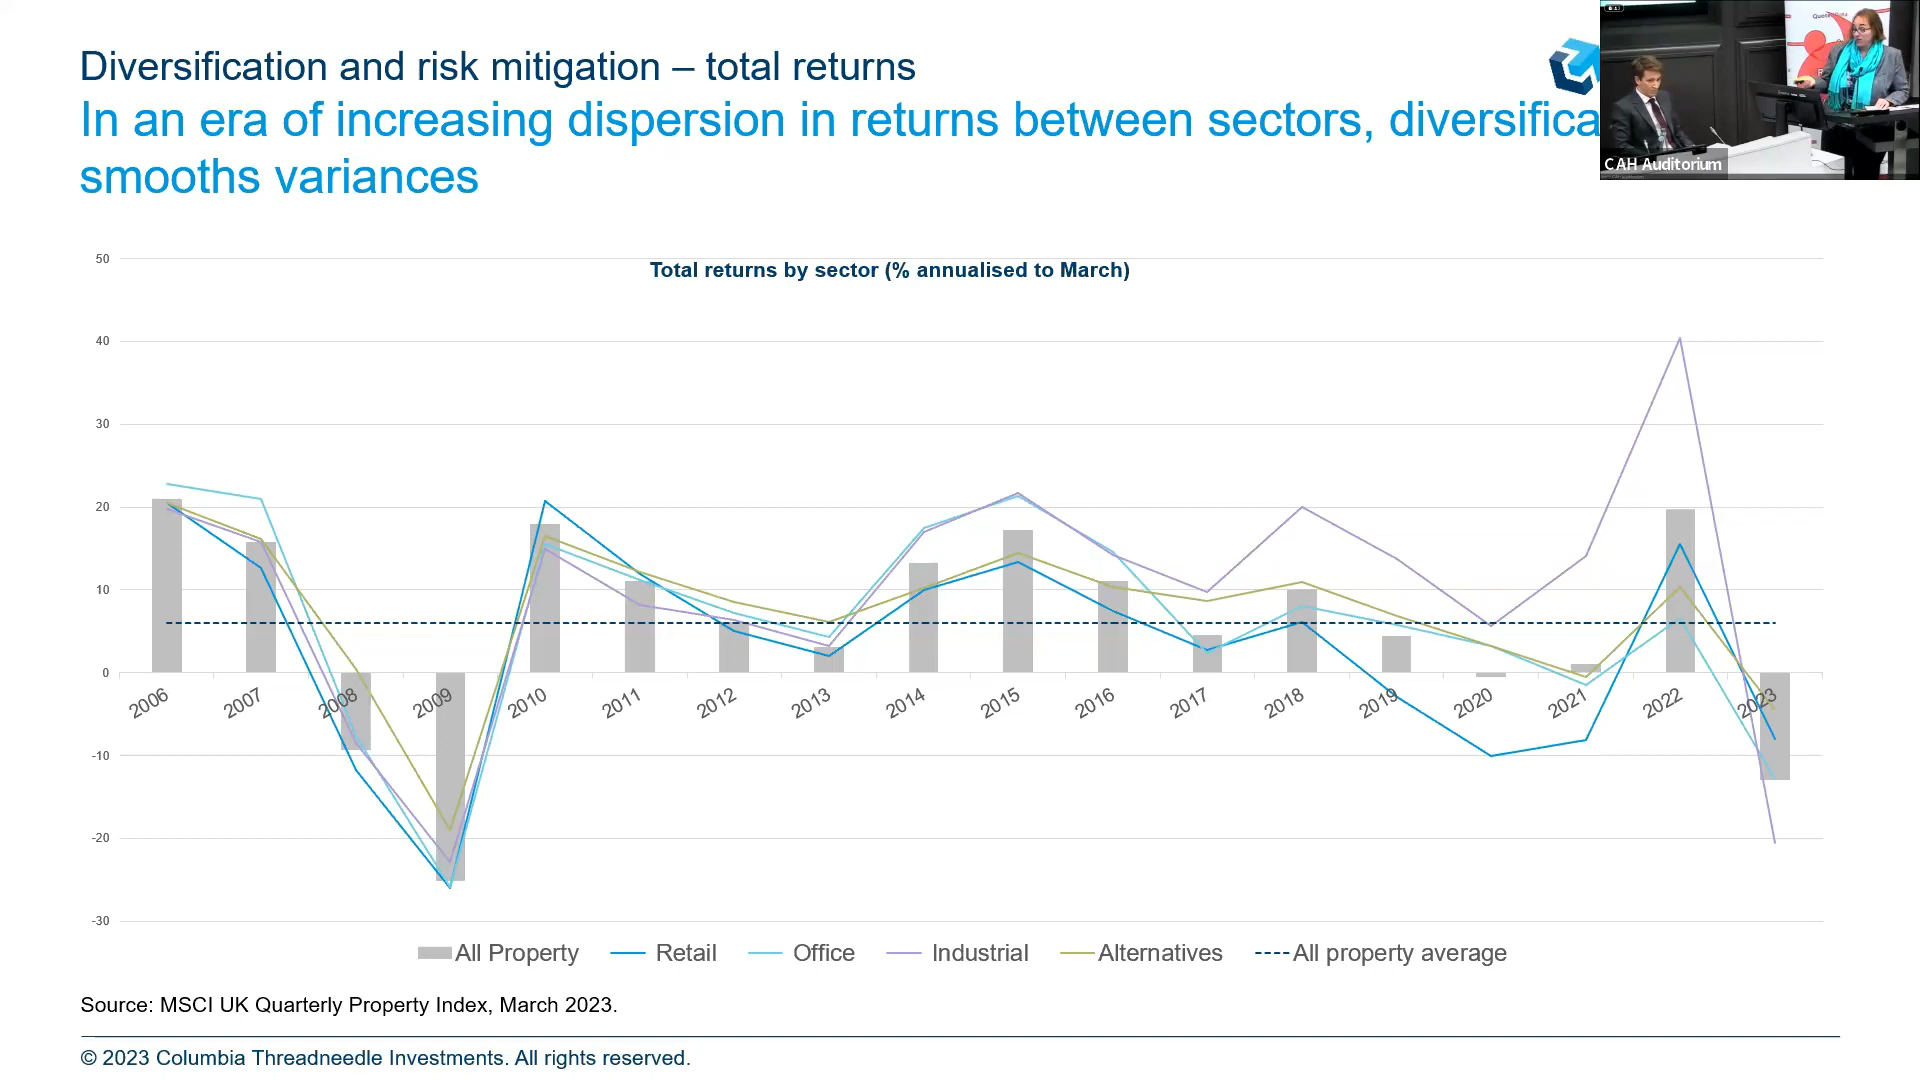 Diversification and risk mitigation – total returns
In an era of increasing dispersion in returns between sectors, diversifica
smooths variances
CAH Auditorium
Total returns by sector (% annualised to March)
50
40
30
20
10
0
-10
-20
-30
2006 2007 2008 2009 2010 2011 2012 2013 2014 2015 2016 2017 2018 2019 2020 2021 2022 2023
All Property Retail Office Industrial Alternatives All property average
Source: MSCI UK Quarterly Property Index, March 2023.
© 2023 Columbia Threadneedle Investments. All rights reserved.